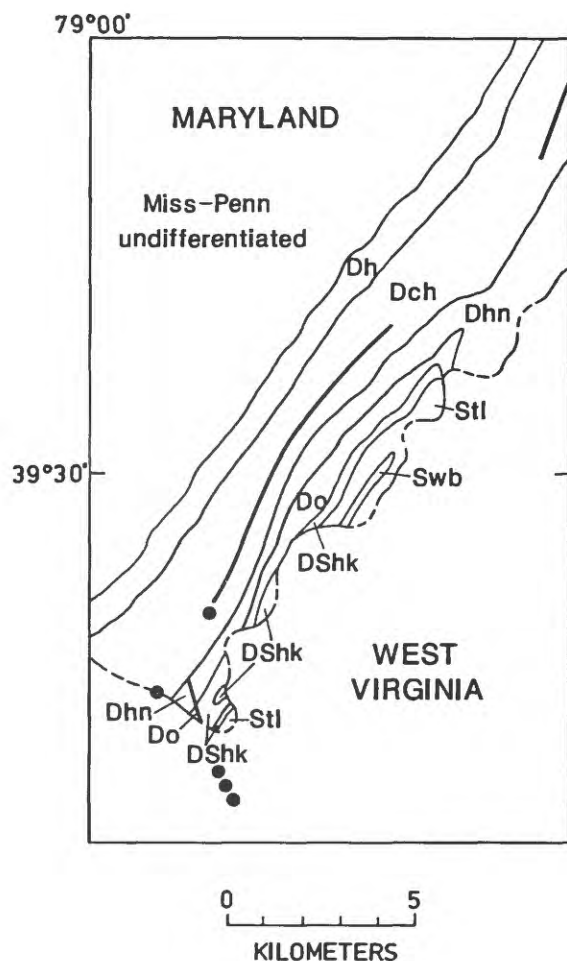 79°00'
MARYLAND
Miss-Penn
undifferentiated
Dh
Dch
Dhn
Stl
39°30'
Swb
Do
DShk
DShk
WEST
VIRGINIA
Dhn
Stl
Do
DShk
0 5
KILOMETERS